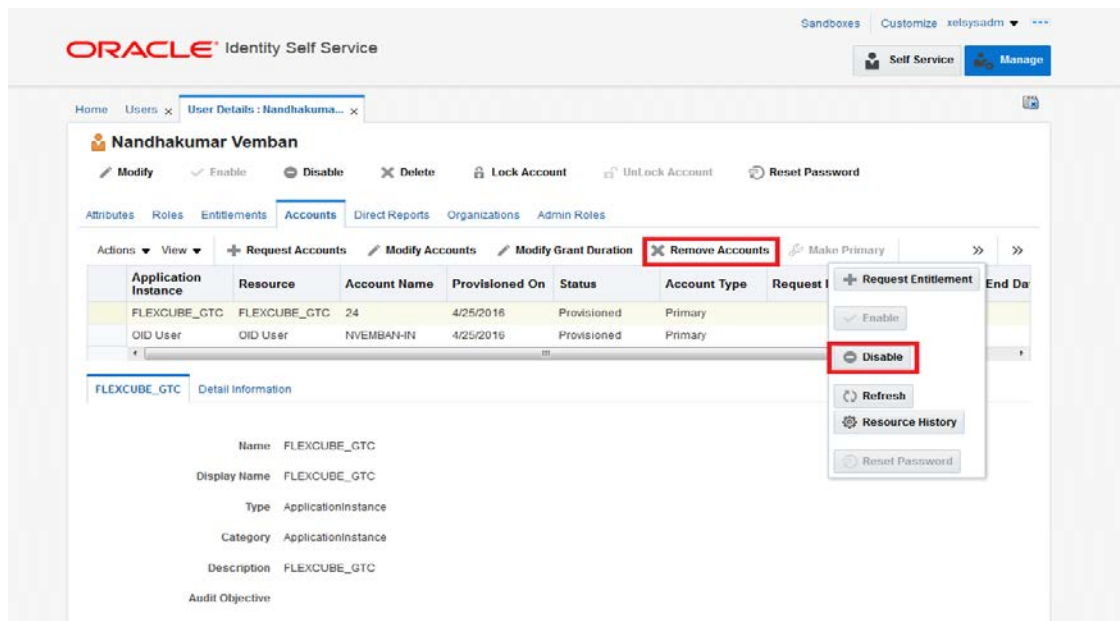 Sandboxes Customize xelsysadm
ORACLE Identity Self Service
Self Service Manage
Home Users User Details : Nandhakuma...
Nandhakumar Vemban
Modify Enable Disable Delete Lock Account UnLock Account Reset Password
Attributes Roles Entitlements Accounts Direct Reports Organizations Admin Roles
Actions View Request Accounts Modify Accounts Modify Grant Duration Remove Accounts Make Primary
Application Instance Resource Account Name Provisioned On Status Account Type Request End Da
FLEXCUBE_GTC FLEXCUBE_GTC 24 4/25/2016 Provisioned Primary
OID User OID User NVEMBAN-IN 4/25/2016 Provisioned Primary
Request Entitlement
Enable
Disable
Refresh
Resource History
Reset Password
FLEXCUBE_GTC Detail Information
Name FLEXCUBE_GTC
Display Name FLEXCUBE_GTC
Type ApplicationInstance
Category ApplicationInstance
Description FLEXCUBE_GTC
Audit Objective